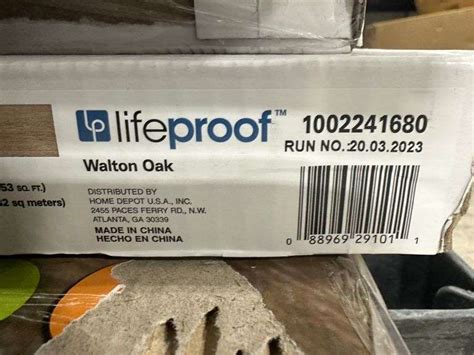 lp lifeproof™ 1002241680
RUN NO.:20.03.2023
Walton Oak
53 SQ. FT.)
2 sq meters)
DISTRIBUTED BY
HOME DEPOT U.S.A., INC.
2455 PACES FERRY RD., N.W.
ATLANTA, GA 30339
MADE IN CHINA
HECHO EN CHINA
0 88969 29101 1